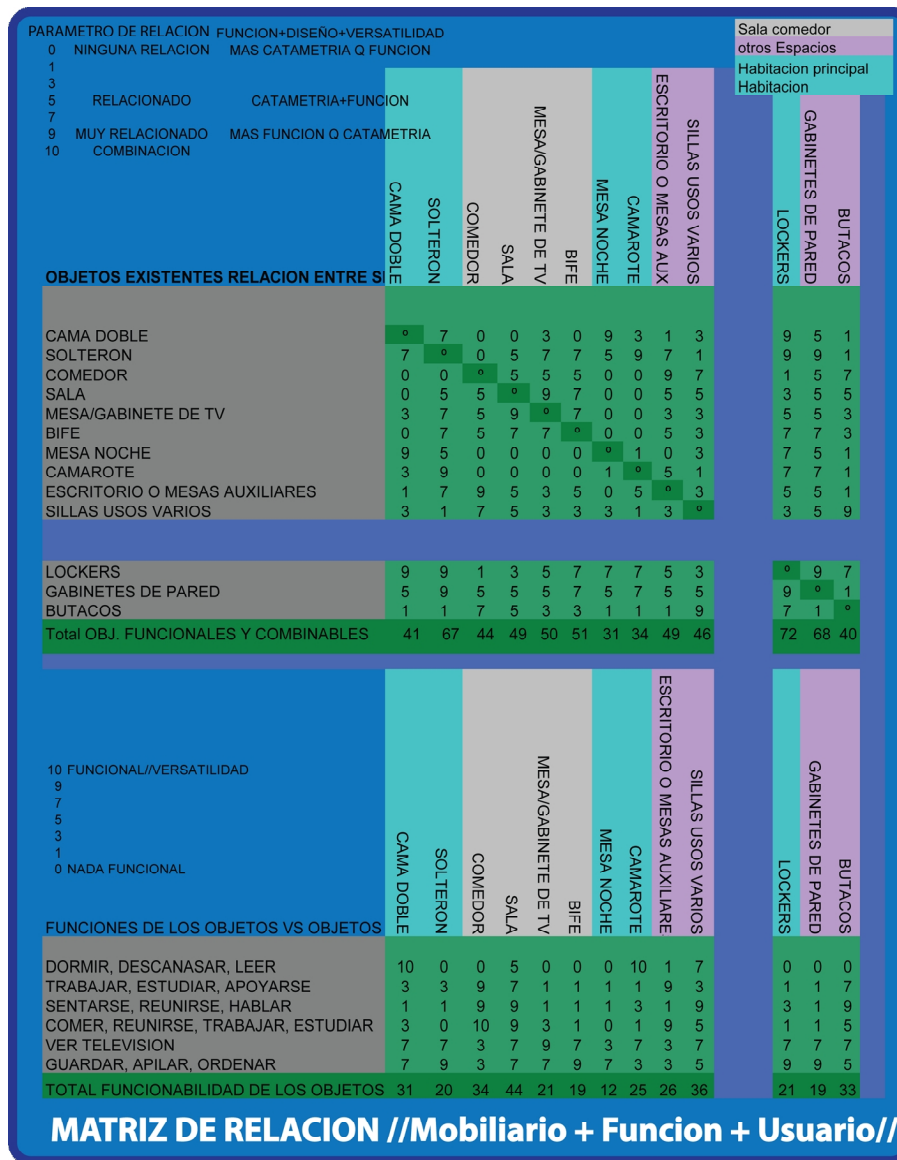 PARAMETRO DE RELACION FUNCION+DISEÑO+VERSATILIDAD
0 NINGUNA RELACION MAS CATAMETRIA Q FUNCION
1
3
5 RELACIONADO CATAMETRIA+FUNCION
7
9 MUY RELACIONADO MAS FUNCION Q CATAMETRIA
10 COMBINACION
Sala comedor
otros Espacios
Habitacion principal
Habitacion
CAMA DOBLE
SOLTERON
COMEDOR
SALA
MESA/GABINETE DE TV
BIFE
MESA NOCHE
CAMAROTE
ESCRITORIO O MESAS AUX
SILLAS USOS VARIOS
LOCKERS
GABINETES DE PARED
BUTACOS
OBJETOS EXISTENTES RELACION ENTRE S
CAMA DOBLE º 7 0 0 3 0 9 3 1 3 9 5 1
SOLTERON 7 º 0 5 7 7 5 9 7 1 9 9 1
COMEDOR 0 0 º 5 5 5 0 0 9 7 1 5 7
SALA 0 5 5 º 9 7 0 0 5 5 3 5 5
MESA/GABINETE DE TV 3 7 5 9 º 7 0 0 3 3 5 5 3
BIFE 0 7 5 7 7 º 0 0 5 3 7 7 3
MESA NOCHE 9 5 0 0 0 0 º 1 0 3 7 5 1
CAMAROTE 3 9 0 0 0 0 1 º 5 1 7 7 1
ESCRITORIO O MESAS AUXILIARES 1 7 9 5 3 5 0 5 º 3 5 5 1
SILLAS USOS VARIOS 3 1 7 5 3 3 3 1 3 º 3 5 9
LOCKERS 9 9 1 3 5 7 7 7 5 3 º 9 7
GABINETES DE PARED 5 9 5 5 5 7 5 7 5 5 9 º 1
BUTACOS 1 1 7 5 3 3 1 1 1 9 7 1 º
Total OBJ. FUNCIONALES Y COMBINABLES 41 67 44 49 50 51 31 34 49 46 72 68 40
10 FUNCIONAL//VERSATILIDAD
9
7
5
3
1
0 NADA FUNCIONAL
CAMA DOBLE
SOLTERON
COMEDOR
SALA
MESA/GABINETE DE TV
BIFE
MESA NOCHE
CAMAROTE
ESCRITORIO O MESAS AUXILIARE
SILLAS USOS VARIOS
LOCKERS
GABINETES DE PARED
BUTACOS
FUNCIONES DE LOS OBJETOS VS OBJETOS
DORMIR, DESCANASAR, LEER 10 0 0 5 0 0 0 10 1 7 0 0 0
TRABAJAR, ESTUDIAR, APOYARSE 3 3 9 7 1 1 1 1 9 3 1 1 7
SENTARSE, REUNIRSE, HABLAR 1 1 9 9 1 1 1 3 1 9 3 1 9
COMER, REUNIRSE, TRABAJAR, ESTUDIAR 3 0 10 9 3 1 0 1 9 5 1 1 5
VER TELEVISION 7 7 3 7 9 7 3 7 3 7 7 7 7
GUARDAR, APILAR, ORDENAR 7 9 3 7 7 9 7 3 3 5 9 9 5
TOTAL FUNCIONABILIDAD DE LOS OBJETOS 31 20 34 44 21 19 12 25 26 36 21 19 33
MATRIZ DE RELACION //Mobiliario + Funcion + Usuario//